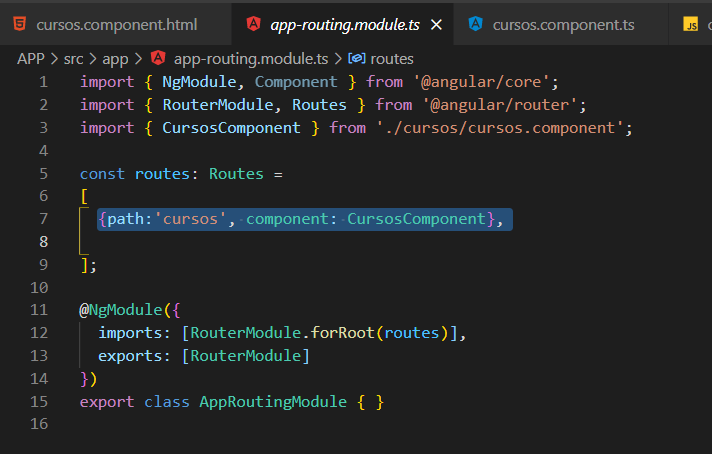 cursos.component.html app-routing.module.ts cursos.component.ts JS
APP > src > app > app-routing.module.ts > routes
1 import { NgModule, Component } from '@angular/core';
2 import { RouterModule, Routes } from '@angular/router';
3 import { CursosComponent } from './cursos/cursos.component';
4
5 const routes: Routes =
6 [
7 {path:'cursos', component: CursosComponent},
8
9 ];
10
11 @NgModule({
12 imports: [RouterModule.forRoot(routes)],
13 exports: [RouterModule]
14 })
15 export class AppRoutingModule { }
16